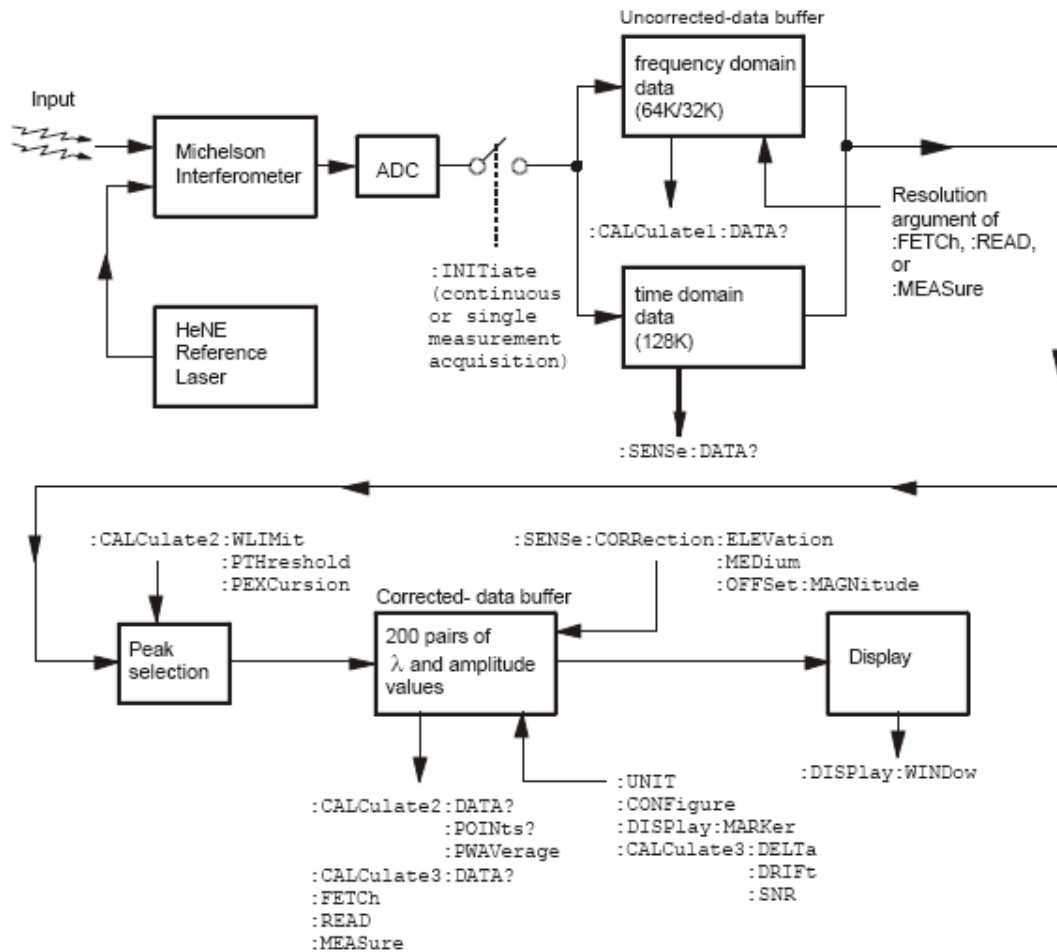 Uncorrected-data buffer
frequency domain
data
(64K/32K)
Input
Michelson
Interferometer
ADC
:CALCulate1:DATA?
Resolution
argument of
:FETCh, :READ,
or
:MEASure
:INITiate
(continuous
or single
measurement
acquisition)
time domain
data
(128K)
HeNE
Reference
Laser
:SENSe:DATA?
:CALCulate2:WLIMit
:PTHreshold
:PEXCursion
:SENSe:CORRection:ELEVation
:MEDium
:OFFSet:MAGNitude
Corrected- data buffer
Peak
selection
200 pairs of
λ and amplitude
values
Display
:DISPlay:WINDow
:CALCulate2:DATA?
:POINts?
:PWAVerage
:CALCulate3:DATA?
:FETCh
:READ
:MEASure
:UNIT
:CONFigure
:DISPlay:MARKer
:CALCulate3:DELTa
:DRIFt
:SNR